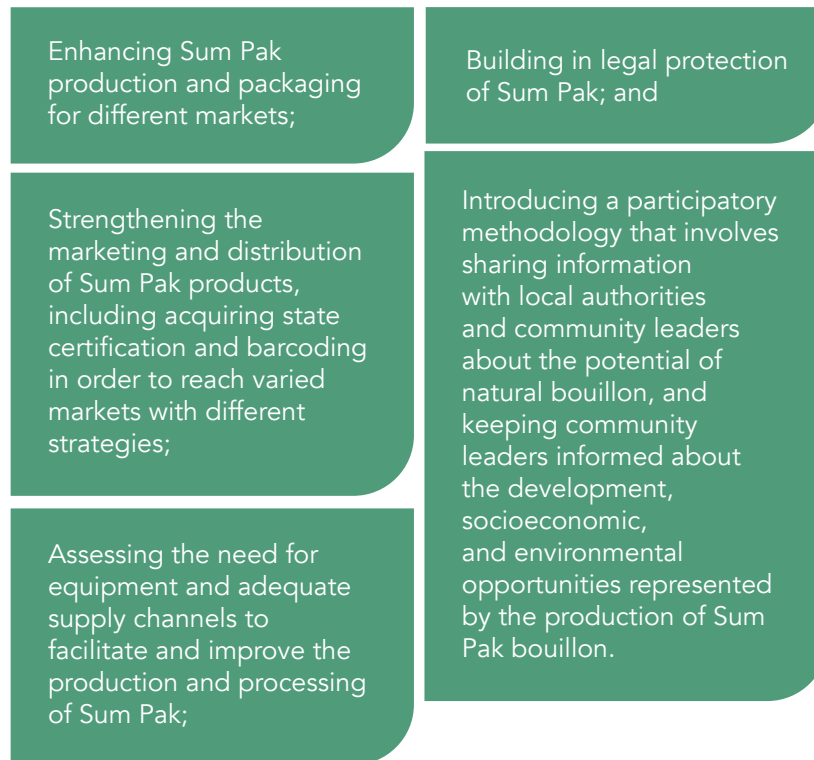 Enhancing Sum Pak
production and packaging
for different markets;
Strengthening the
marketing and distribution
of Sum Pak products,
including acquiring state
certification and barcoding
in order to reach varied
markets with different
strategies;
Assessing the need for
equipment and adequate
supply channels to
facilitate and improve the
production and processing
of Sum Pak;
Building in legal protection
of Sum Pak; and
Introducing a participatory
methodology that involves
sharing information
with local authorities
and community leaders
about the potential of
natural bouillon, and
keeping community
leaders informed about
the development,
socioeconomic,
and environmental
opportunities represented
by the production of Sum
Pak bouillon.